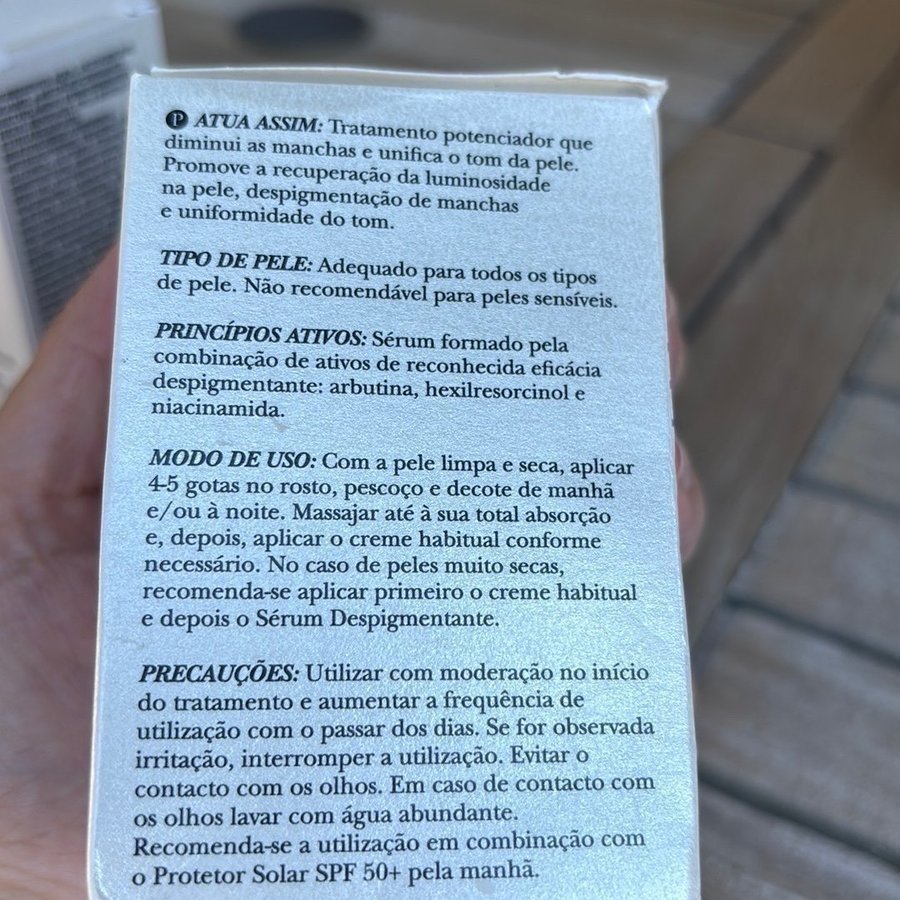 P ATUA ASSIM: Tratamento potenciador que
diminui as manchas e unifica o tom da pele.
Promove a recuperação da luminosidade
na pele, despigmentação de manchas
e uniformidade do tom.
TIPO DE PELE: Adequado para todos os tipos
de pele. Não recomendável para peles sensíveis.
PRINCÍPIOS ATIVOS: Sérum formado pela
combinação de ativos de reconhecida eficácia
despigmentante: arbutina, hexilresorcinol e
niacinamida.
MODO DE USO: Com a pele limpa e seca, aplicar
4-5 gotas no rosto, pescoço e decote de manhã
e/ou à noite. Massajar até à sua total absorção
e, depois, aplicar o creme habitual conforme
necessário. No caso de peles muito secas,
recomenda-se aplicar primeiro o creme habitual
e depois o Sérum Despigmentante.
PRECAUÇÕES: Utilizar com moderação no início
do tratamento e aumentar a frequência de
utilização com o passar dos dias. Se for observada
irritação, interromper a utilização. Evitar o
contacto com os olhos. Em caso de contacto com
os olhos lavar com água abundante.
Recomenda-se a utilização em combinação com
o Protetor Solar SPF 50+ pela manhã.